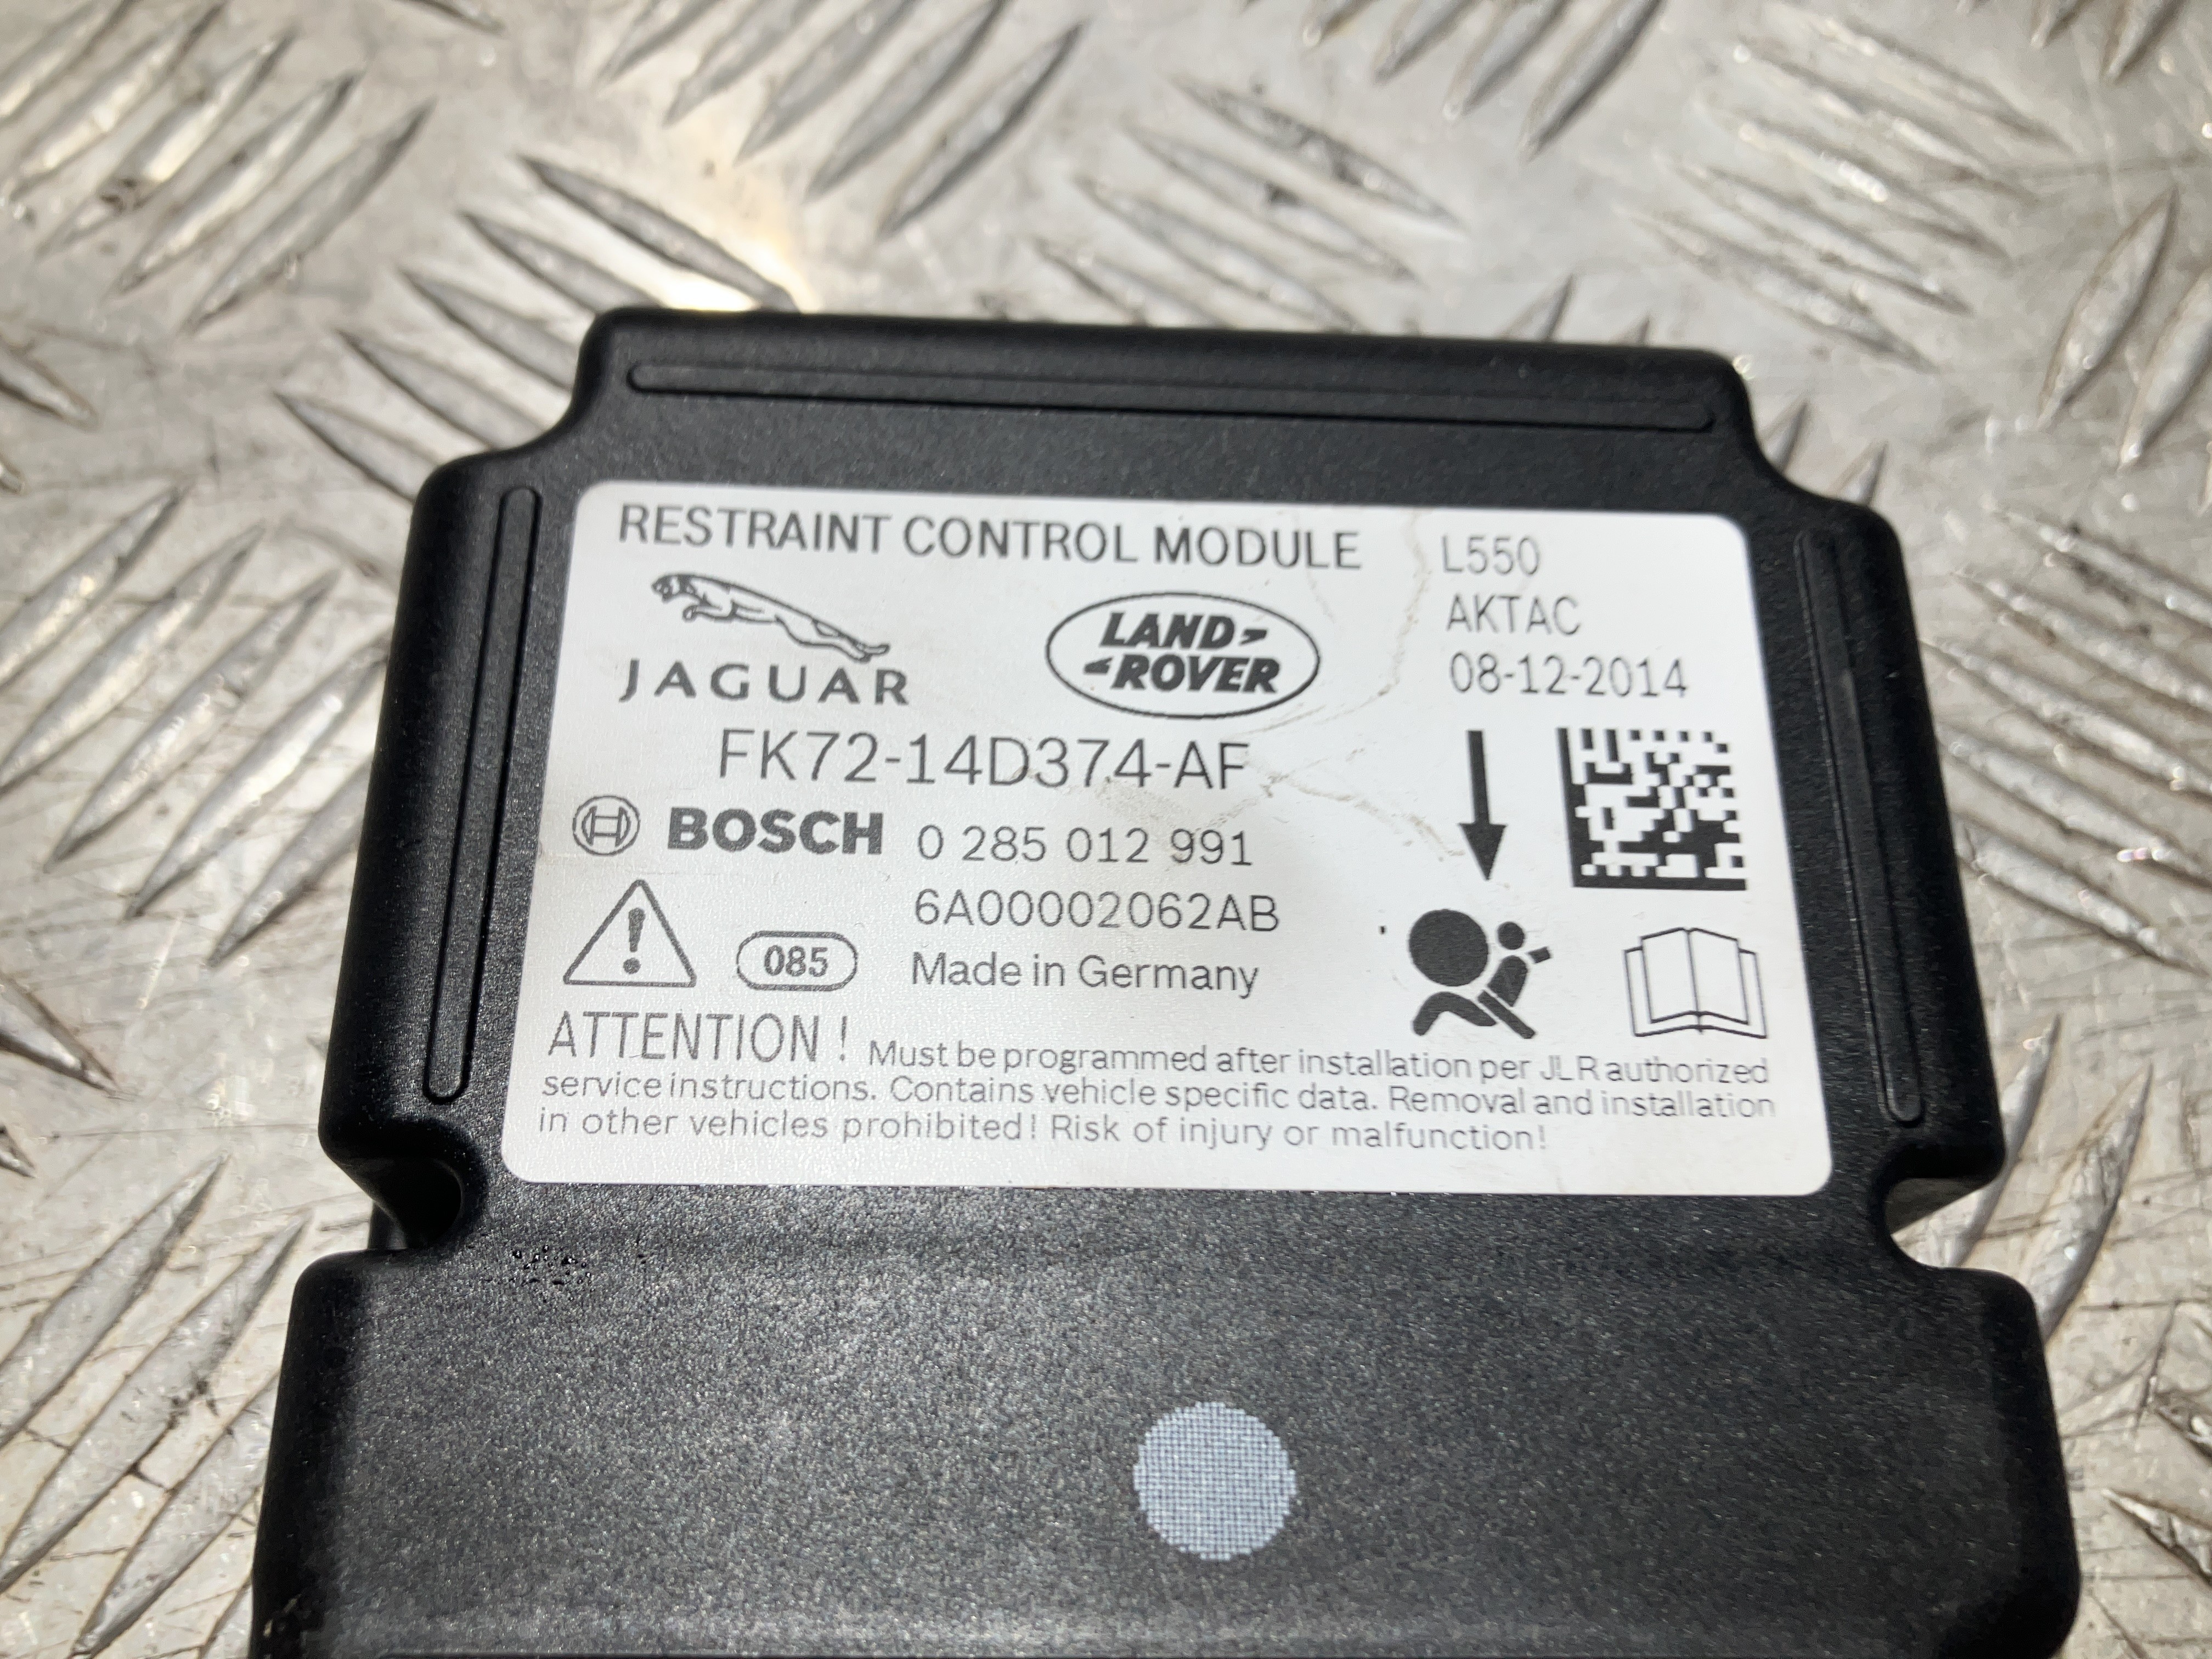 RESTRAINT CONTROL MODULE
L550
AKTAC
08-12-2014
JAGUAR
LAND ROVER
FK72-14D374-AF
BOSCH 0 285 012 991
6A00002062AB
085 Made in Germany
ATTENTION ! Must be programmed after installation per JLR authorized
service instructions. Contains vehicle specific data. Removal and installation
in other vehicles prohibited! Risk of injury or malfunction!